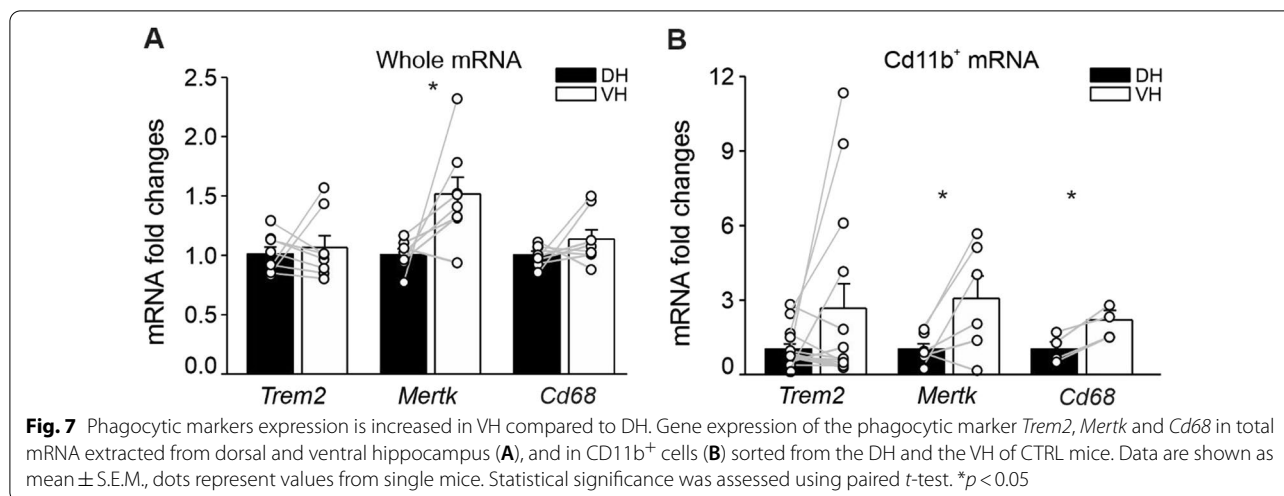 A
Whole mRNA
*
DH
VH
mRNA fold changes
2.5
2.0
1.5
1.0
0.5
0.0
Trem2 Mertk Cd68
B
Cd11b⁺ mRNA
DH
VH
mRNA fold changes
12
9
6
3
0
* *
Trem2 Mertk Cd68
Fig. 7 Phagocytic markers expression is increased in VH compared to DH. Gene expression of the phagocytic marker Trem2, Mertk and Cd68 in total
mRNA extracted from dorsal and ventral hippocampus (A), and in CD11b⁺ cells (B) sorted from the DH and the VH of CTRL mice. Data are shown as
mean ± S.E.M., dots represent values from single mice. Statistical significance was assessed using paired t-test. *p < 0.05